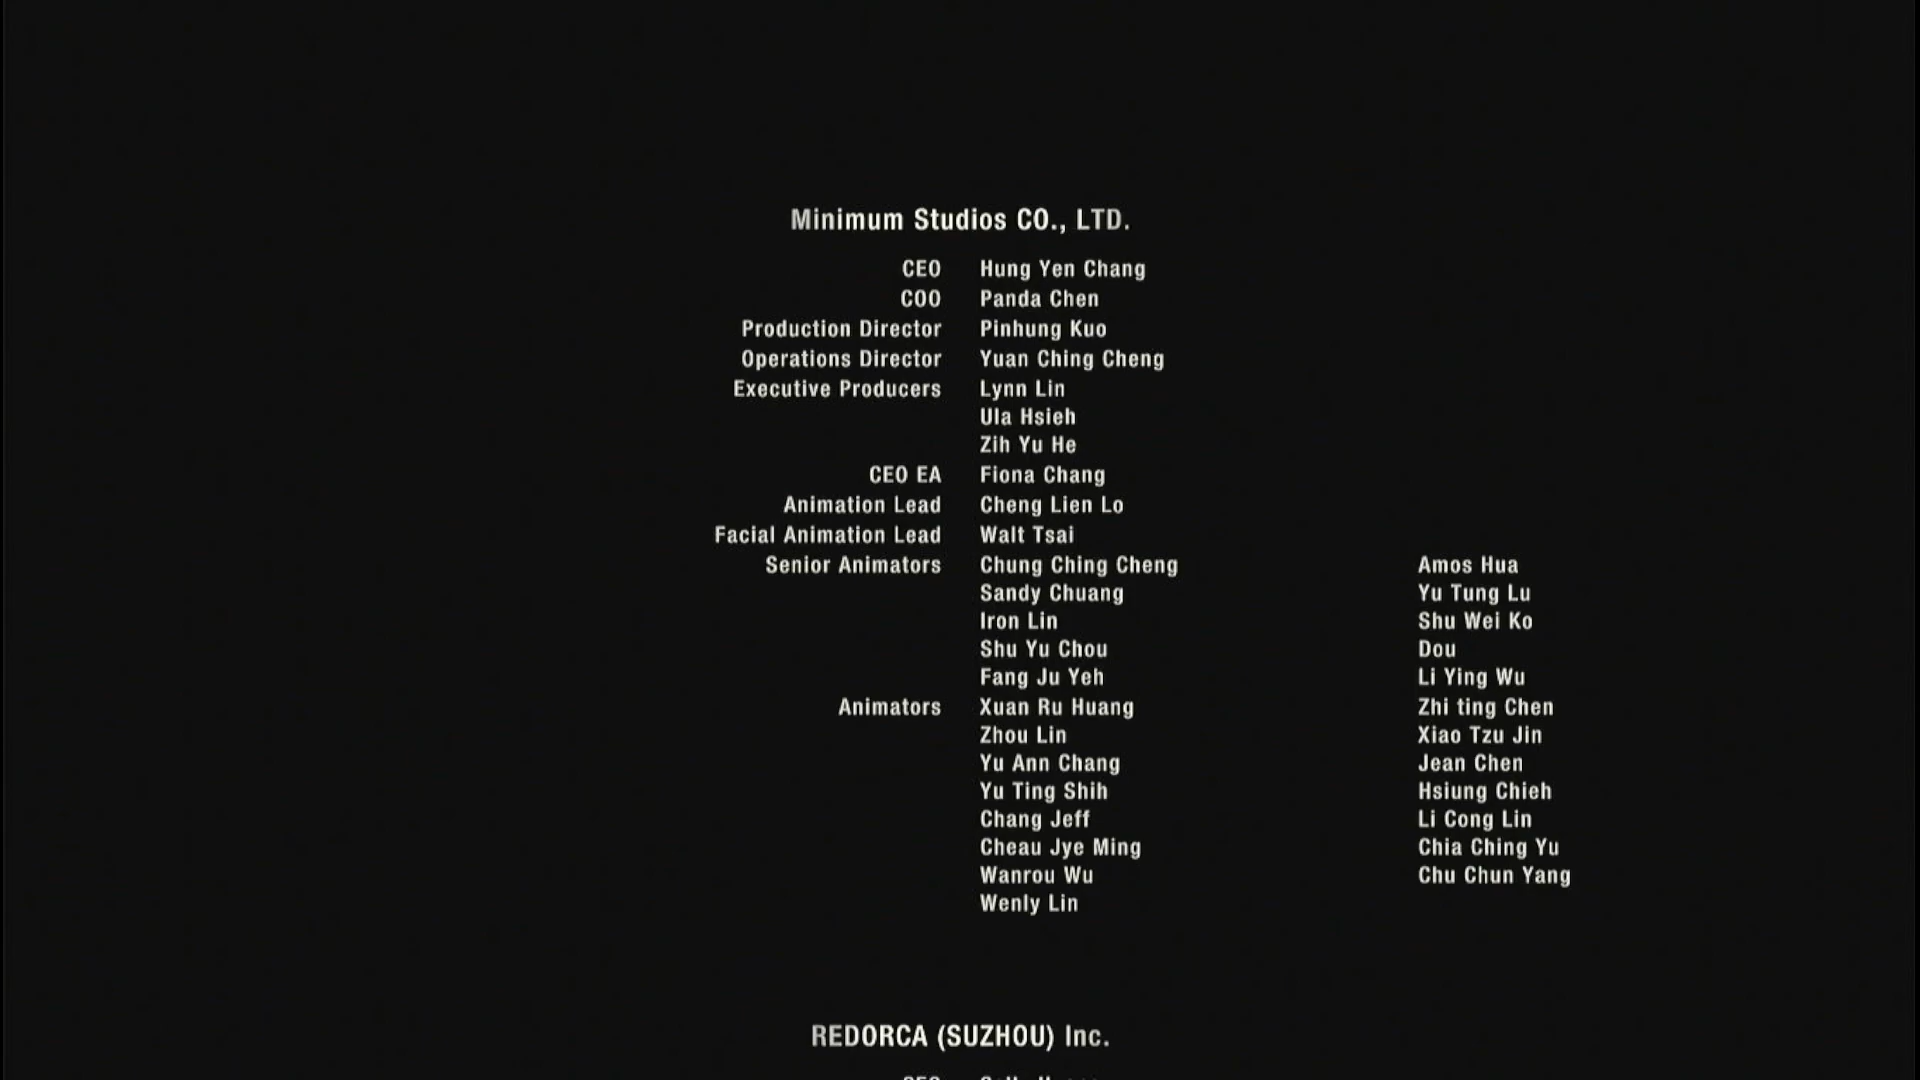 Minimum Studios CO., LTD.
CEO Hung Yen Chang
COO Panda Chen
Production Director Pinhung Kuo
Operations Director Yuan Ching Cheng
Executive Producers Lynn Lin
Ula Hsieh
Zih Yu He
CEO EA Fiona Chang
Animation Lead Cheng Lien Lo
Facial Animation Lead Walt Tsai
Senior Animators Chung Ching Cheng Amos Hua
Sandy Chuang Yu Tung Lu
Iron Lin Shu Wei Ko
Shu Yu Chou Dou
Fang Ju Yeh Li Ying Wu
Animators Xuan Ru Huang Zhi ting Chen
Zhou Lin Xiao Tzu Jin
Yu Ann Chang Jean Chen
Yu Ting Shih Hsiung Chieh
Chang Jeff Li Cong Lin
Cheau Jye Ming Chia Ching Yu
Wanrou Wu Chu Chun Yang
Wenly Lin
REDORCA (SUZHOU) Inc.